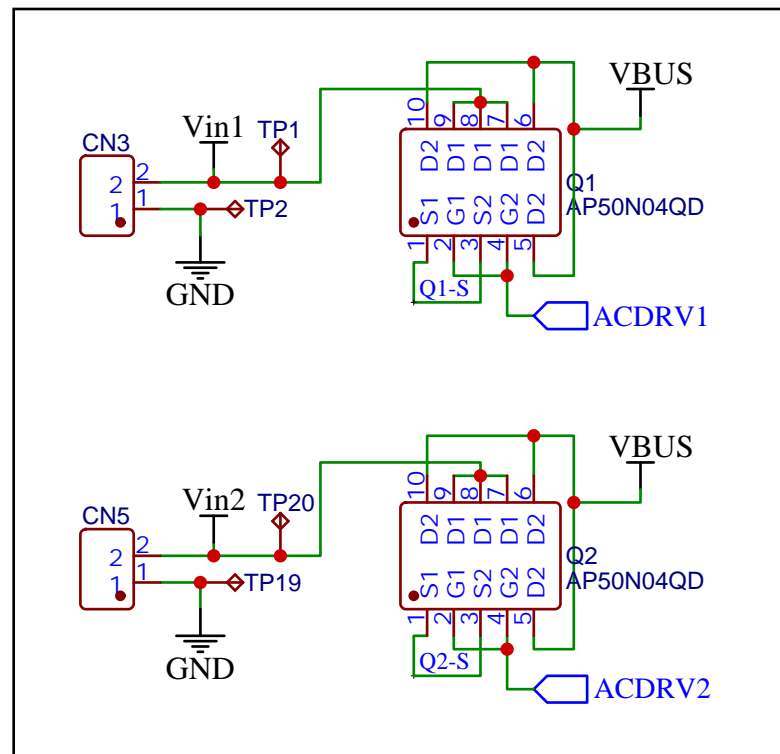 VBUS
10 9 8 7 6
Vin1
TP1
CN3
D2 D1 D1 D1 D2
2 2
Q1
1 1
TP2
S1 G1 S2 G2 D2
AP50N04QD
1 2 3 4 5
GND
Q1-S
ACDRV1
VBUS
10 9 8 7 6
Vin2
TP20
CN5
D2 D1 D1 D1 D2
2 2
Q2
1 1
TP19
S1 G1 S2 G2 D2
AP50N04QD
1 2 3 4 5
GND
Q2-S
ACDRV2